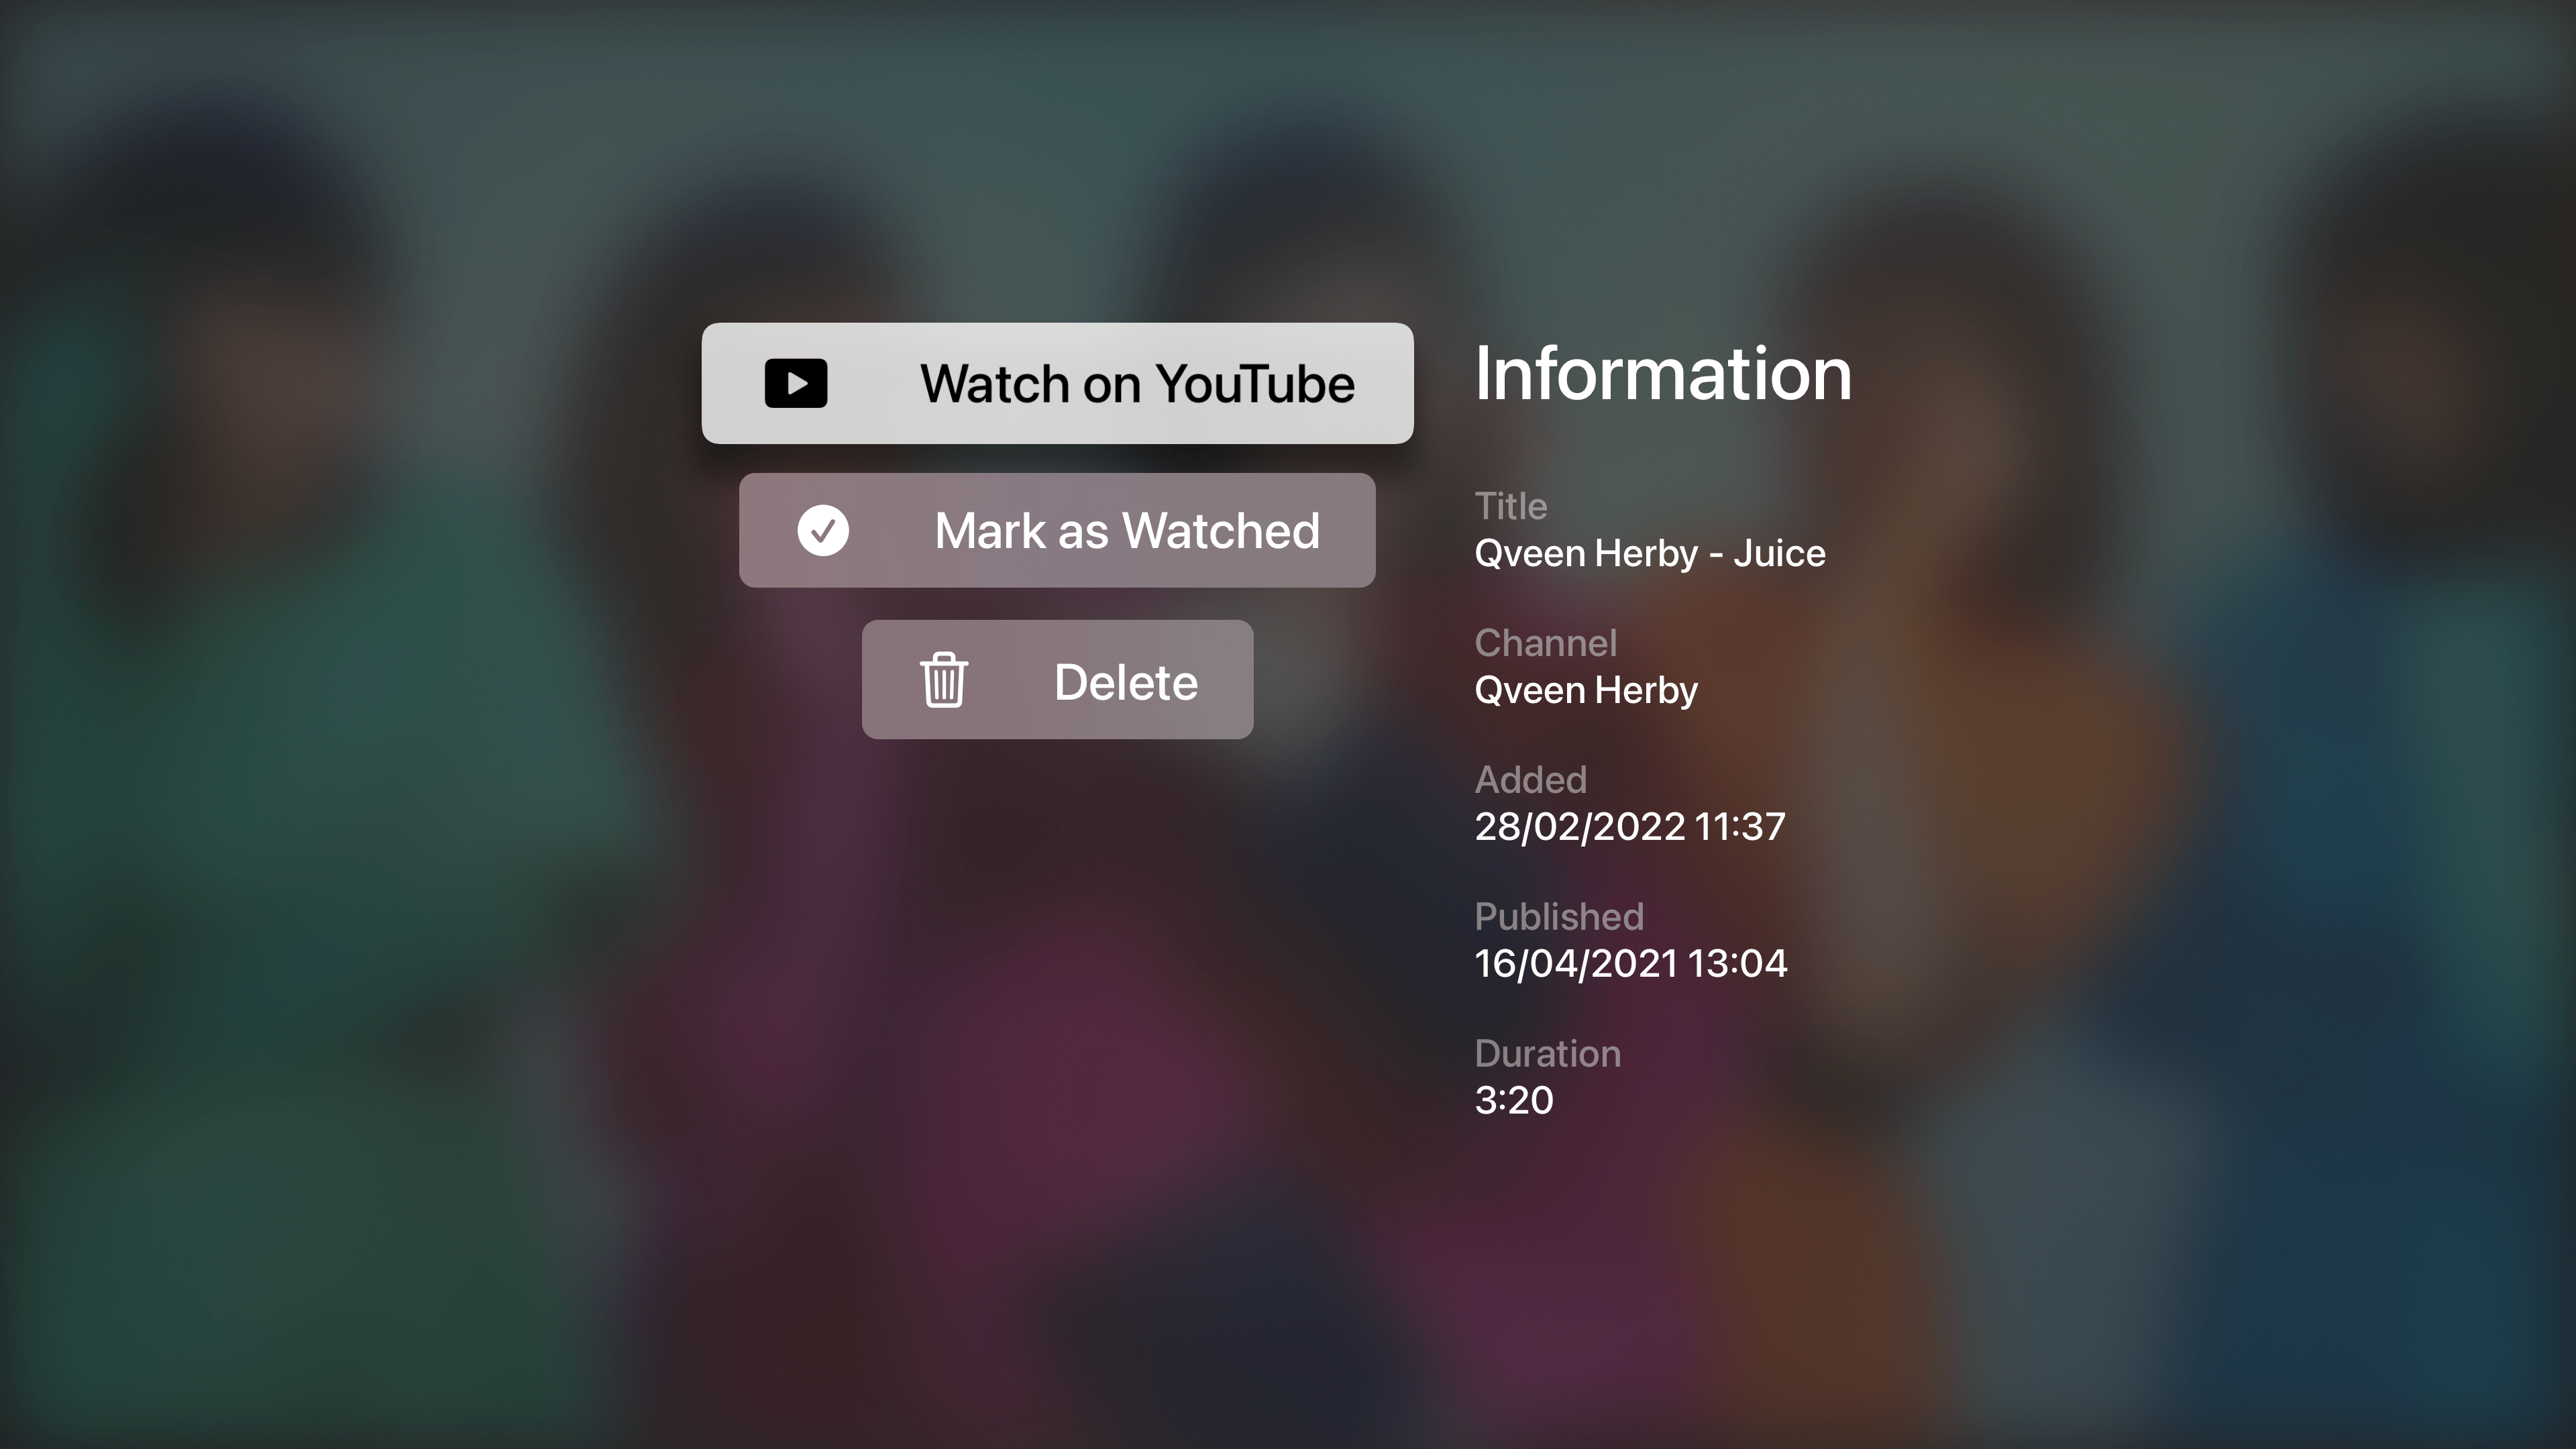 Watch on YouTube
Mark as Watched
Delete
Information
Title
Qveen Herby - Juice
Channel
Qveen Herby
Added
28/02/2022 11:37
Published
16/04/2021 13:04
Duration
3:20